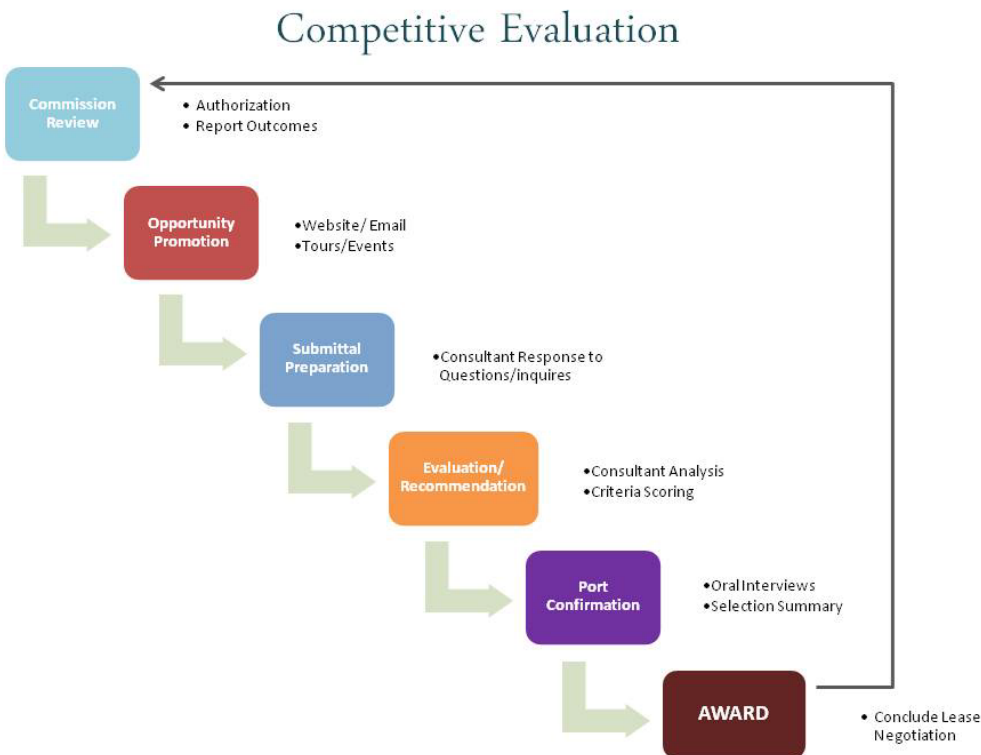 Competitive Evaluation
Commission
Review
• Authorization
• Report Outcomes
Opportunity
Promotion
•Website/ Email
•Tours/Events
Submittal
Preparation
•Consultant Response to
Questions/inquires
Evaluation/
Recommendation
•Consultant Analysis
•Criteria Scoring
Port
Confirmation
•Oral Interviews
•Selection Summary
AWARD
• Conclude Lease
Negotiation